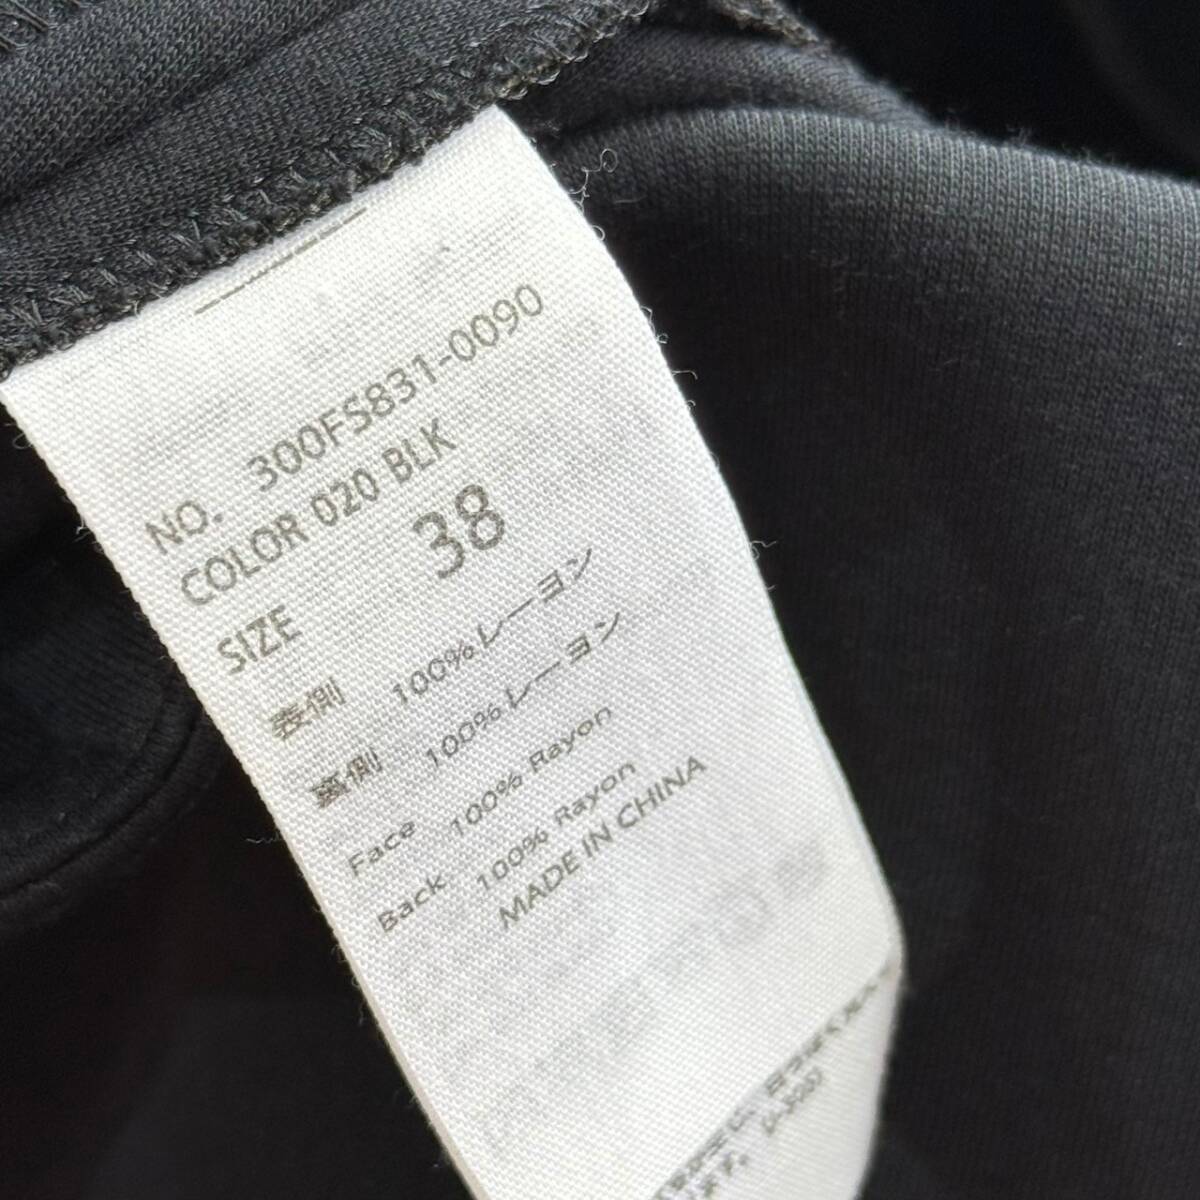 NO. 300FS831-0090
COLOR 020 BLK
SIZE 38
表側 100%レーヨン
裏側 100%レーヨン
Face 100% Rayon
Back 100% Rayon
MADE IN CHINA